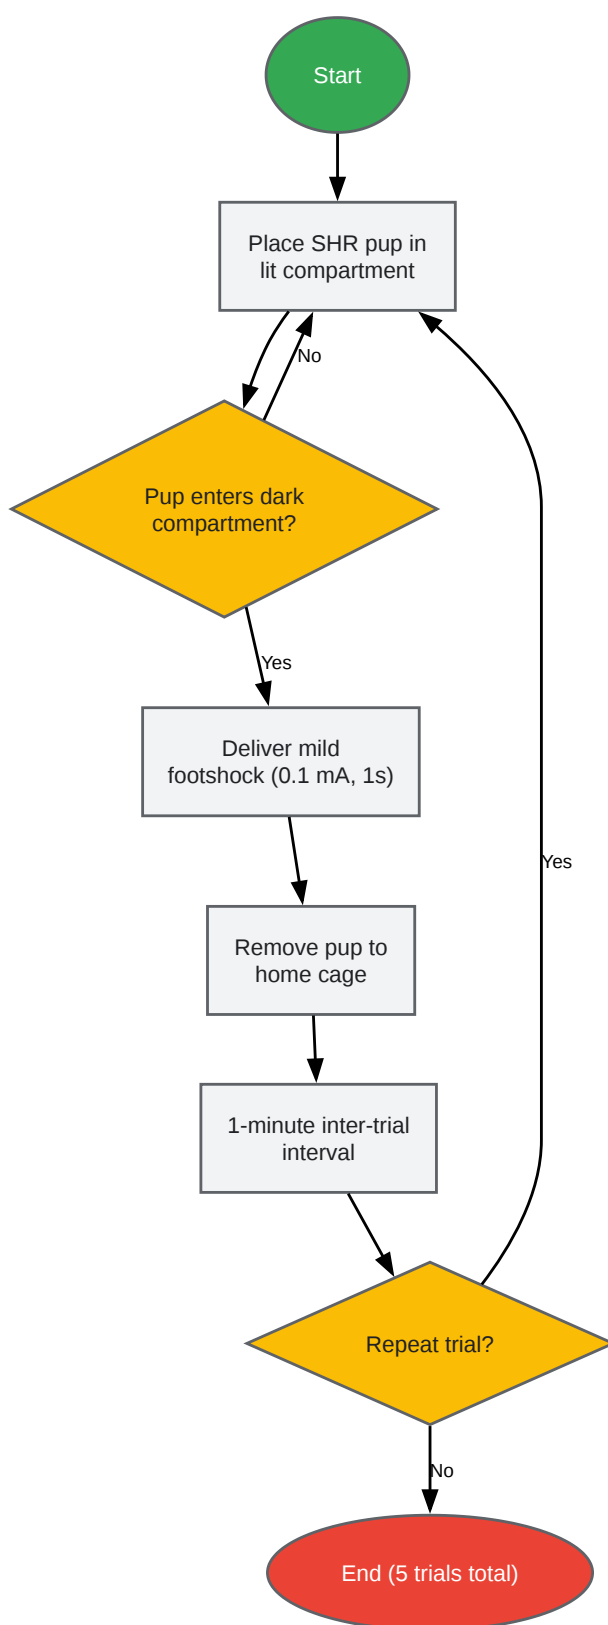 Start
Place SHR pup in
lit compartment
No
Pup enters dark
compartment?
Yes
Deliver mild
footshock (0.1 mA, 1s)
Yes
Remove pup to
home cage
1-minute inter-trial
interval
Repeat trial?
No
End (5 trials total)